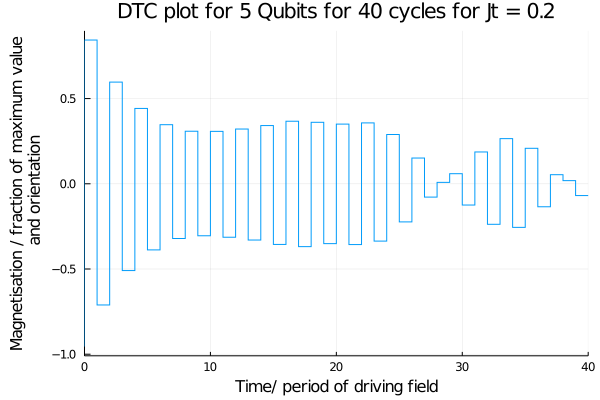 DTC plot for 5 Qubits for 40 cycles for Jt = 0.2
Magnetisation / fraction of maximum value
and orientation
0.5
0.0
−0.5
−1.0
0 10 20 30 40
Time/ period of driving field